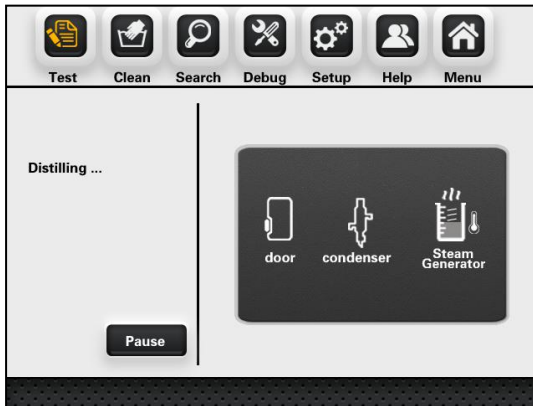 Test Clean Search Debug Setup Help Menu
Distilling ...
door condenser Steam Generator
Pause